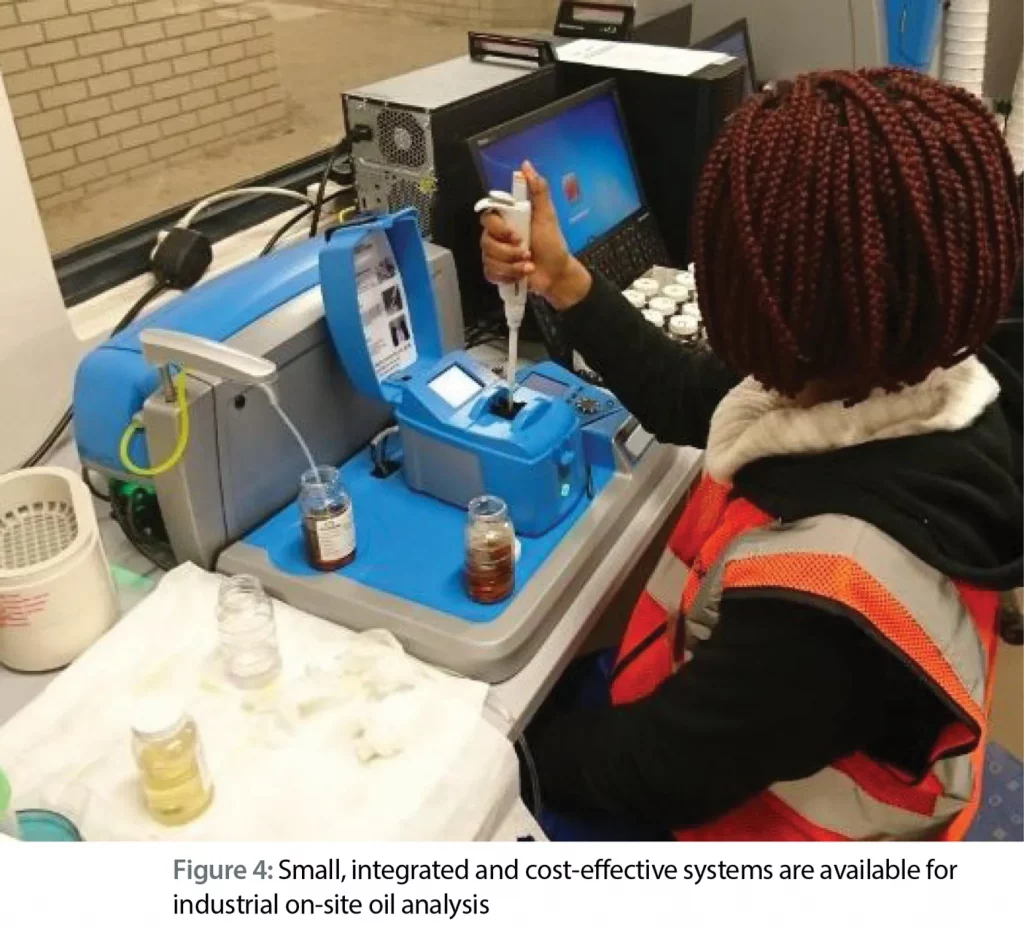 Figure 4: Small, integrated and cost-effective systems are available for
industrial on-site oil analysis